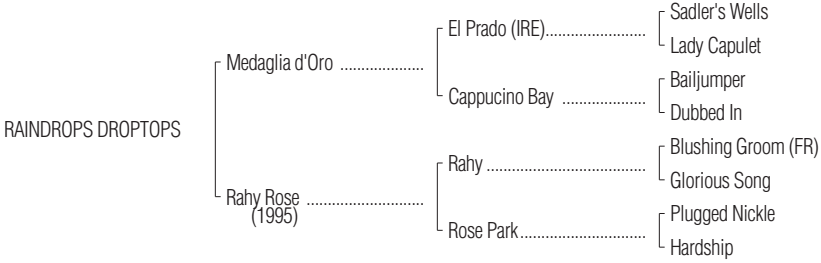 Sadler's Wells
El Prado (IRE)........................
Lady Capulet
Medaglia d'Oro ....................
Bailjumper
Cappucino Bay ....................
Dubbed In
RAINDROPS DROPTOPS
Blushing Groom (FR)
Rahy ......................................
Glorious Song
Rahy Rose ............................
(1995)
Plugged Nickle
Rose Park..............................
Hardship